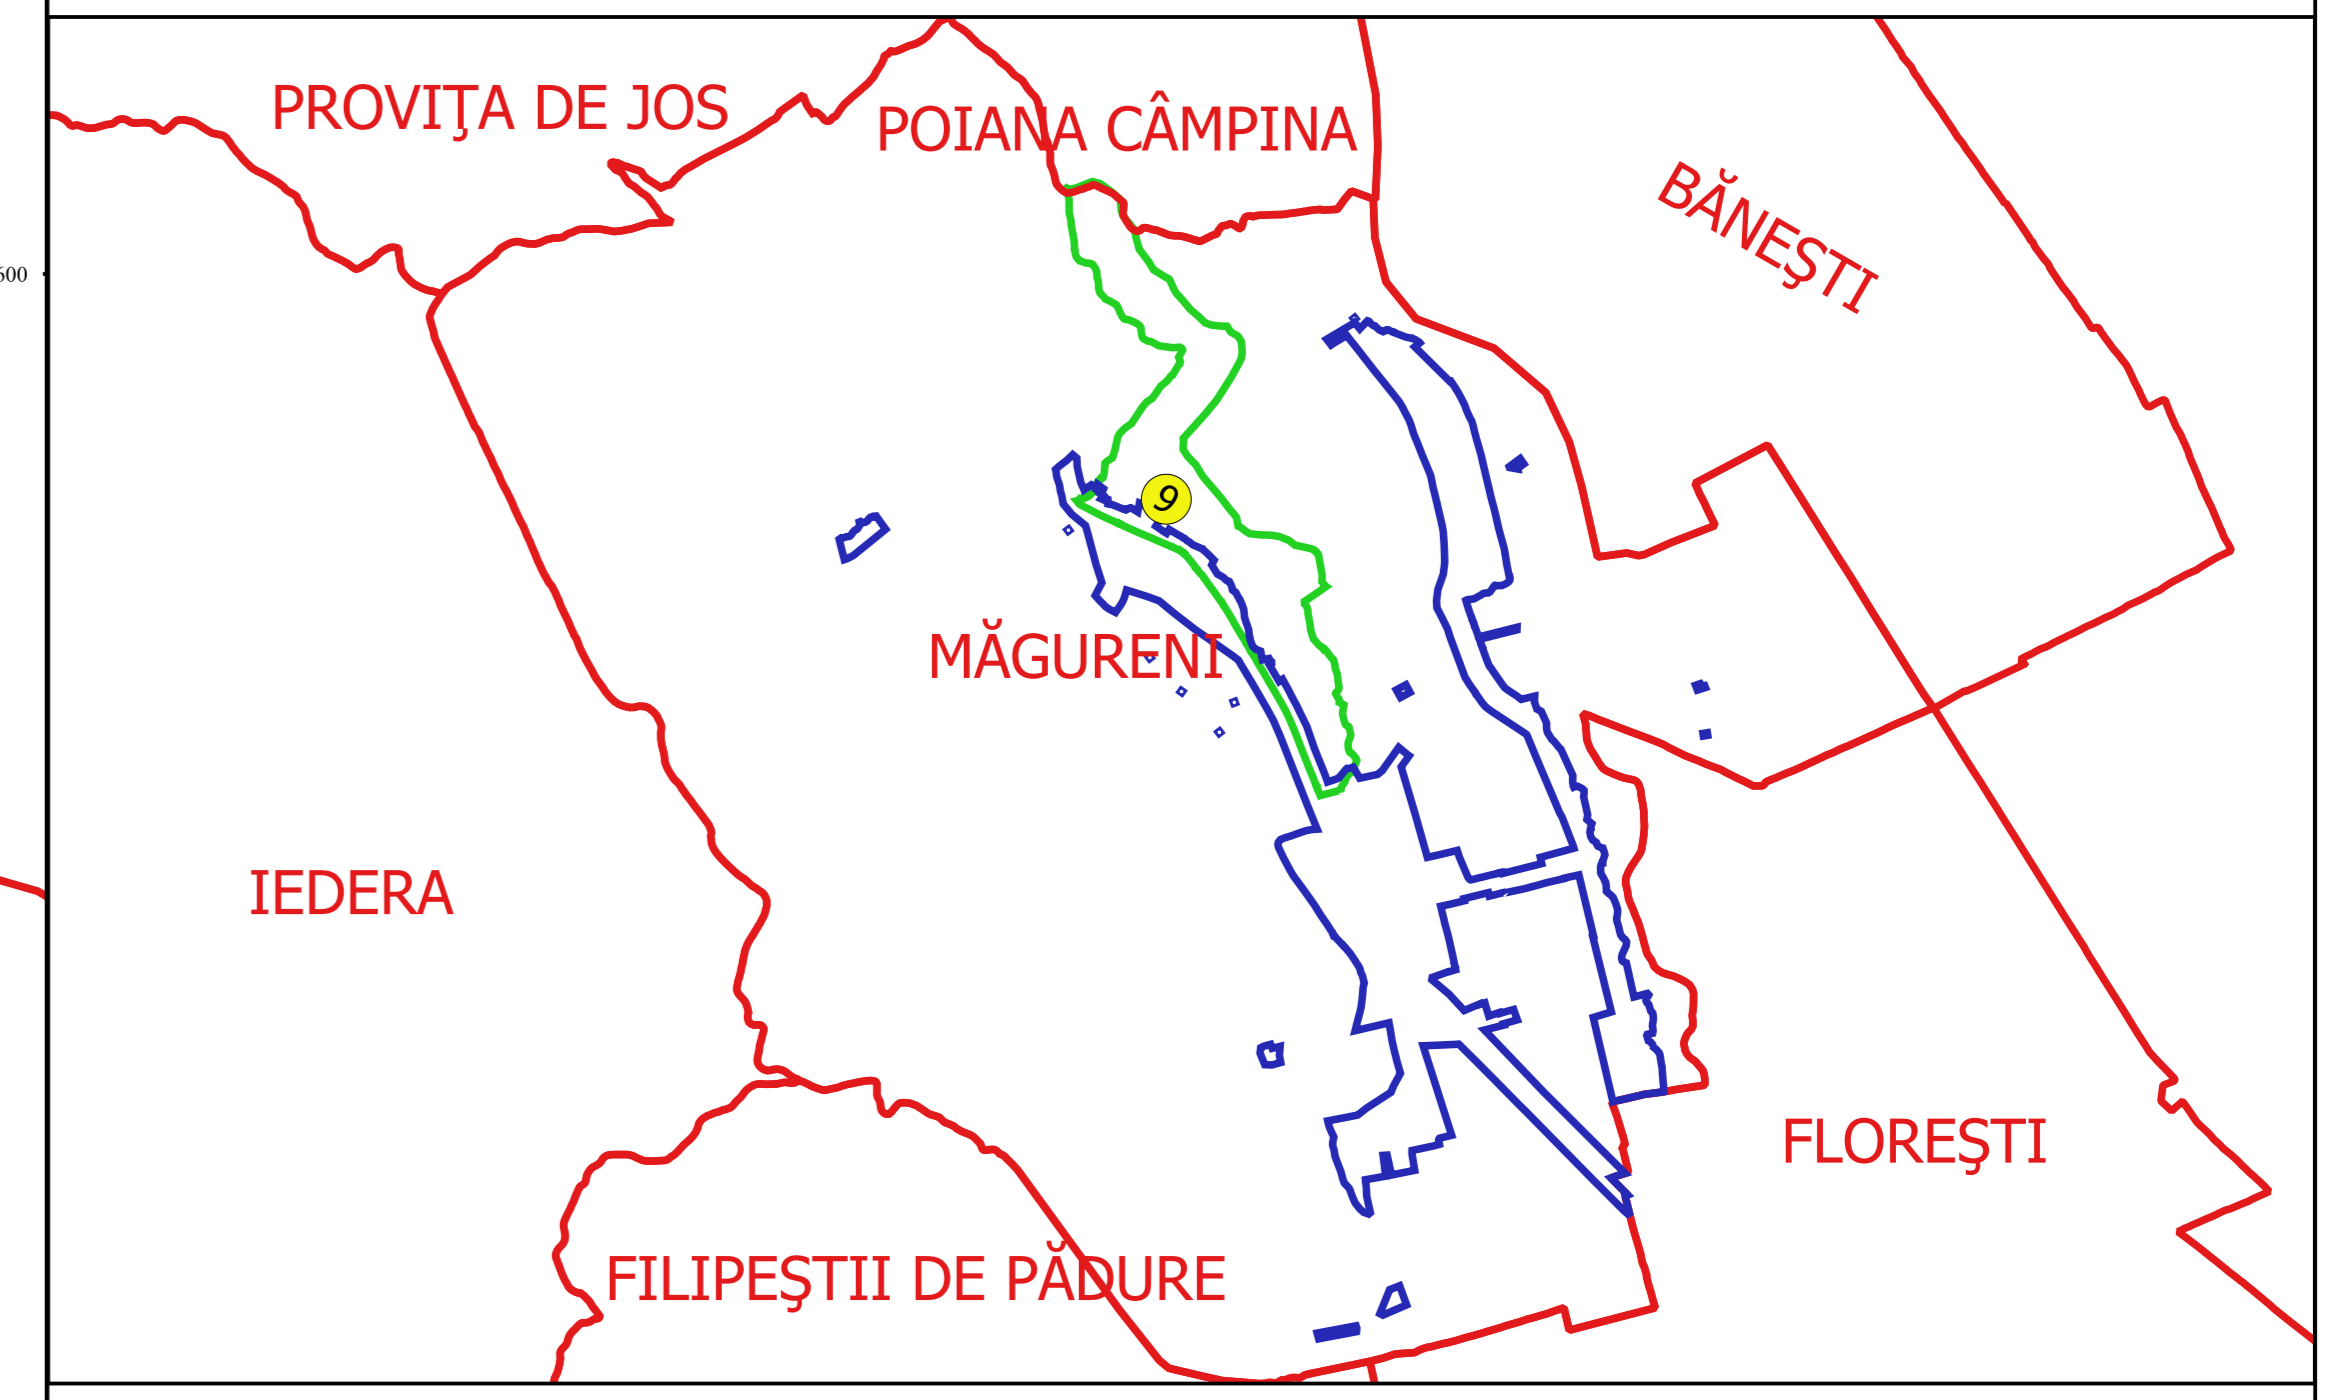 PROVIŢA DE JOS
POIANA CÂMPINA
BĂNEŞTI
9
MĂGURENI
IEDERA
FLOREŞTI
FILIPEŞTII DE PĂDURE